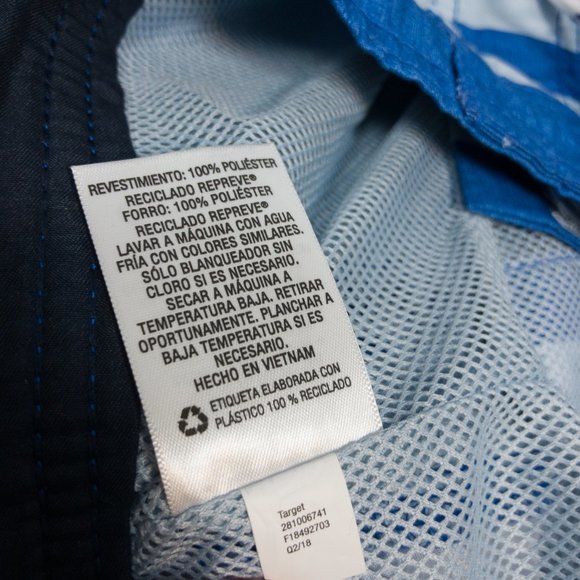 REVESTIMIENTO: 100% POLIÉSTER
RECICLADO REPREVE®
FORRO: 100% POLIÉSTER
RECICLADO REPREVE®
LAVAR A MÁQUINA CON AGUA
FRÍA CON COLORES SIMILARES.
SÓLO BLANQUEADOR SIN
CLORO SI ES NECESARIO.
SECAR A MÁQUINA A
TEMPERATURA BAJA. RETIRAR
OPORTUNAMENTE. PLANCHAR A
BAJA TEMPERATURA SI ES
NECESARIO.
HECHO EN VIETNAM
ETIQUETA ELABORADA CON
PLÁSTICO 100 % RECICLADO
Target
281006741
F18492703
Q2/18